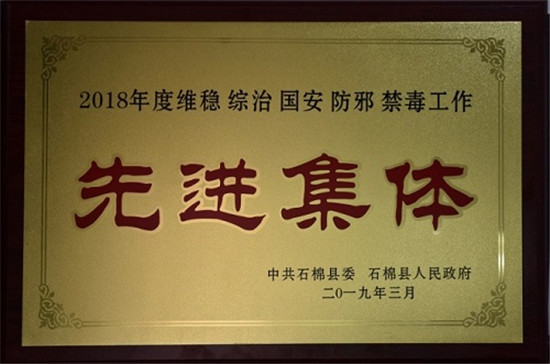 2018年度维稳 综治 国安 防邪 禁毒工作
先进集体
中共石棉县委 石棉县人民政府
二0一九年三月